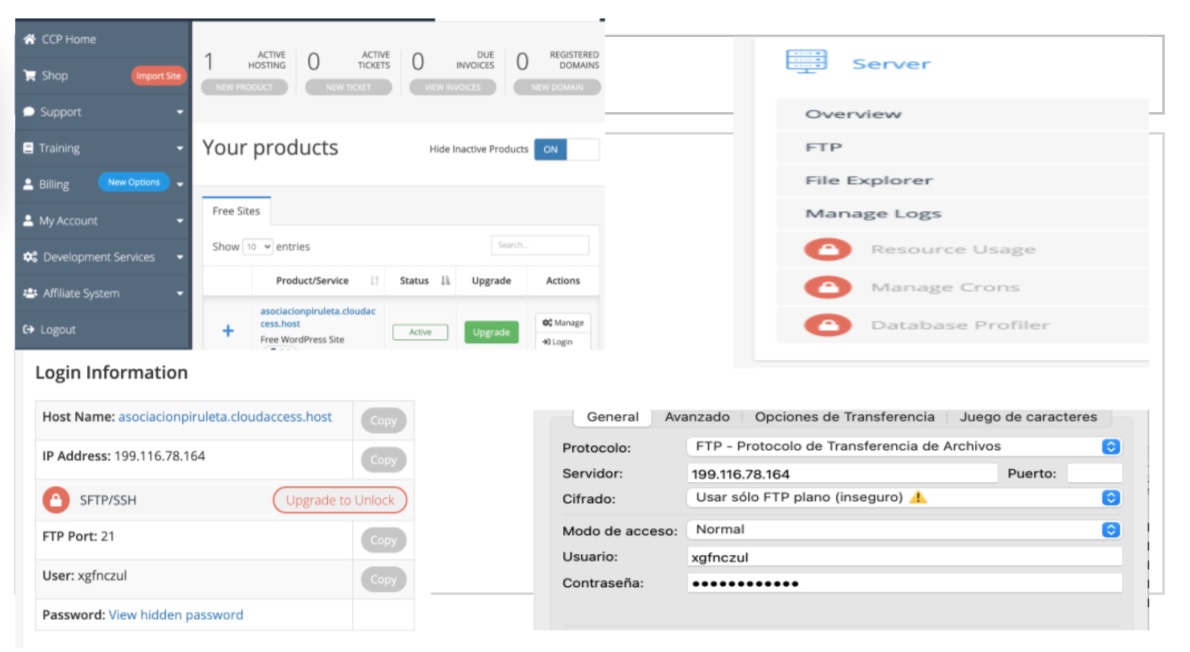 CCP Home
Shop
Import Site
Support
Training
Billing
New Options
My Account
Development Services
Affiliate System
Logout
1 ACTIVE HOSTING
NEW PRODUCT
0 ACTIVE TICKETS
NEW TICKET
0 DUE INVOICES
VIEW INVOICES
0 REGISTERED DOMAINS
NEW DOMAIN
Your products
Hide Inactive Products ON
Free Sites
Show 10 entries
Search...
Product/Service Status Upgrade Actions
asociacionpiruleta.cloudac
cess.host
Free WordPress Site
Active
Upgrade
Manage
Login
Server
Overview
FTP
File Explorer
Manage Logs
Resource Usage
Manage Crons
Database Profiler
Login Information
Host Name: asociacionpiruleta.cloudaccess.host Copy
IP Address: 199.116.78.164 Copy
SFTP/SSH Upgrade to Unlock
FTP Port: 21 Copy
User: xgfnczul Copy
Password: View hidden password
General Avanzado Opciones de Transferencia Juego de caracteres
Protocolo: FTP - Protocolo de Transferencia de Archivos
Servidor: 199.116.78.164 Puerto:
Cifrado: Usar sólo FTP plano (inseguro)
Modo de acceso: Normal
Usuario: xgfnczul
Contraseña: ••••••••••••